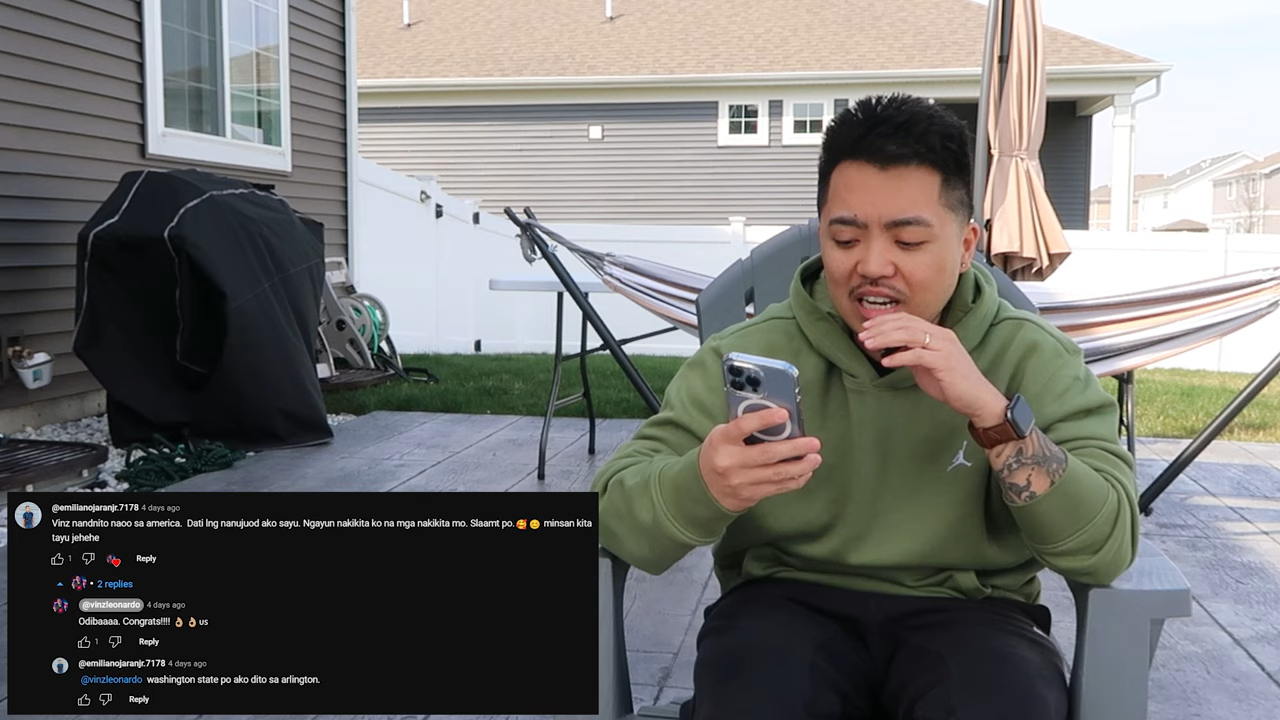 @emilianojaranjr.7178 4 days ago
Vinz nandnito naoo sa america. Dati lng nanujuod ako sayu. Ngayun nakikita ko na mga nakikita mo. Slaamt po. 🥰 😊 minsan kita
tayu jehehe
1 Reply
2 replies
@vinzleonardo 4 days ago
Odibaaaa. Congrats!!!! 👌🏼 👌🏼 us
1 Reply
@emilianojaranjr.7178 4 days ago
@vinzleonardo washington state po ako dito sa arlington.
Reply